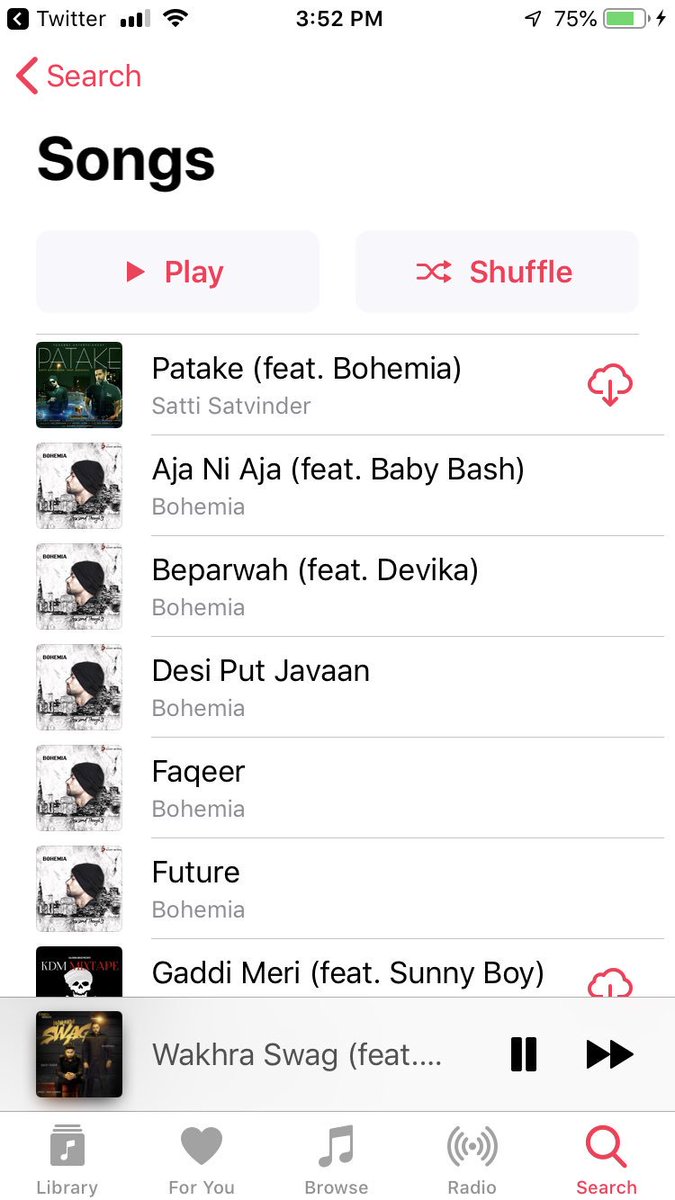 Twitter 3:52 PM 75%
Search
Songs
Play Shuffle
PATAKE
Patake (feat. Bohemia)
Satti Satvinder
BOHEMIA
Aja Ni Aja (feat. Baby Bash)
Bohemia
BOHEMIA
Beparwah (feat. Devika)
Bohemia
BOHEMIA
Desi Put Javaan
Bohemia
BOHEMIA
Faqeer
Bohemia
BOHEMIA
Future
Bohemia
KDM MIXTAPE
Gaddi Meri (feat. Sunny Boy)
SWAG
Wakhra Swag (feat....
Library For You Browse Radio Search